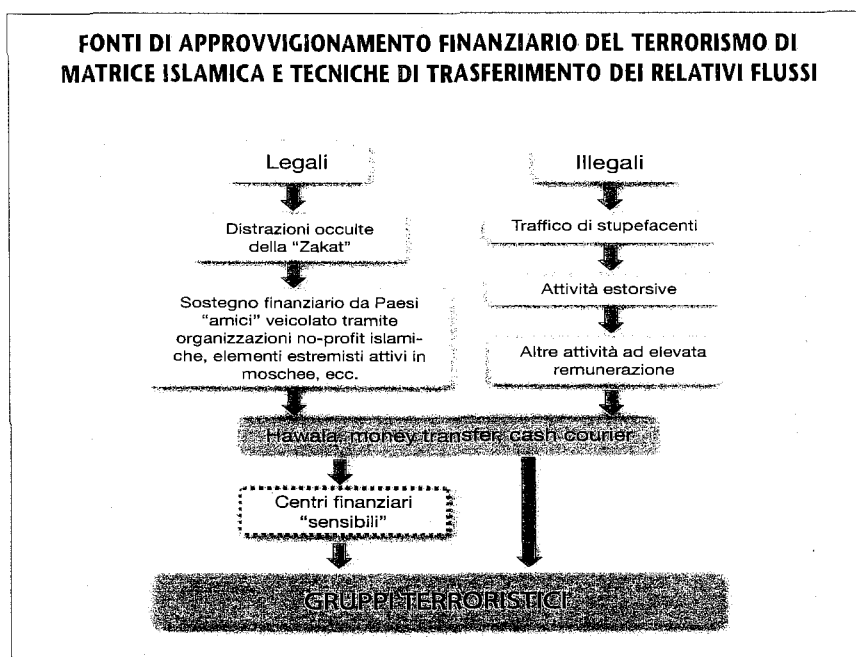 FONTI DI APPROVVIGIONAMENTO FINANZIARIO DEL TERRORISMO DI
MATRICE ISLAMICA E TECNICHE DI TRASFERIMENTO DEI RELATIVI FLUSSI
Legali
Distrazioni occulte
della "Zakat"
Sostegno finanziario da Paesi
"amici" veicolato tramite
organizzazioni no-profit islami-
che, elementi estremisti attivi in
moschee, ecc.
Illegali
Traffico di stupefacenti
Attività estorsive
Altre attività ad elevata
remunerazione
Hawala, money transfer, cash courier
Centri finanziari
"sensibili"
GRUPPI TERRORISTICI